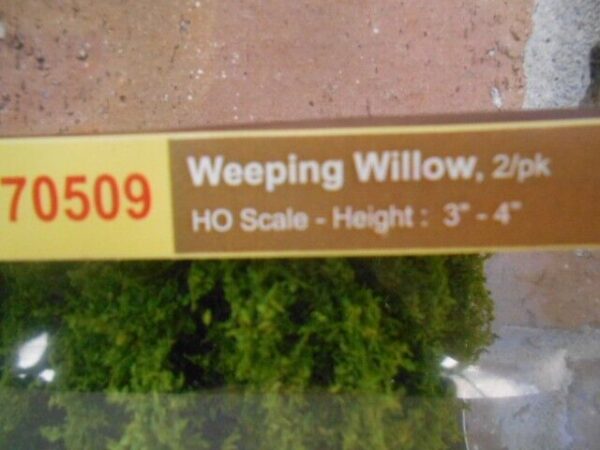 70509
Weeping Willow, 2/pk
HO Scale - Height : 3" - 4"